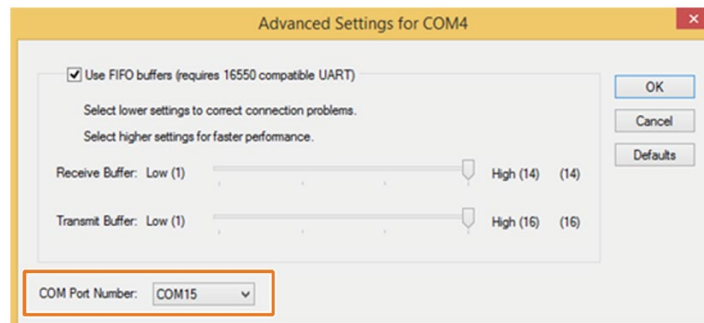 Advanced Settings for COM4
Use FIFO buffers (requires 16550 compatible UART)
OK
Select lower settings to correct connection problems.
Cancel
Select higher settings for faster performance.
Defaults
Receive Buffer: Low (1) High (14) (14)
Transmit Buffer: Low (1) High (16) (16)
COM Port Number: COM15